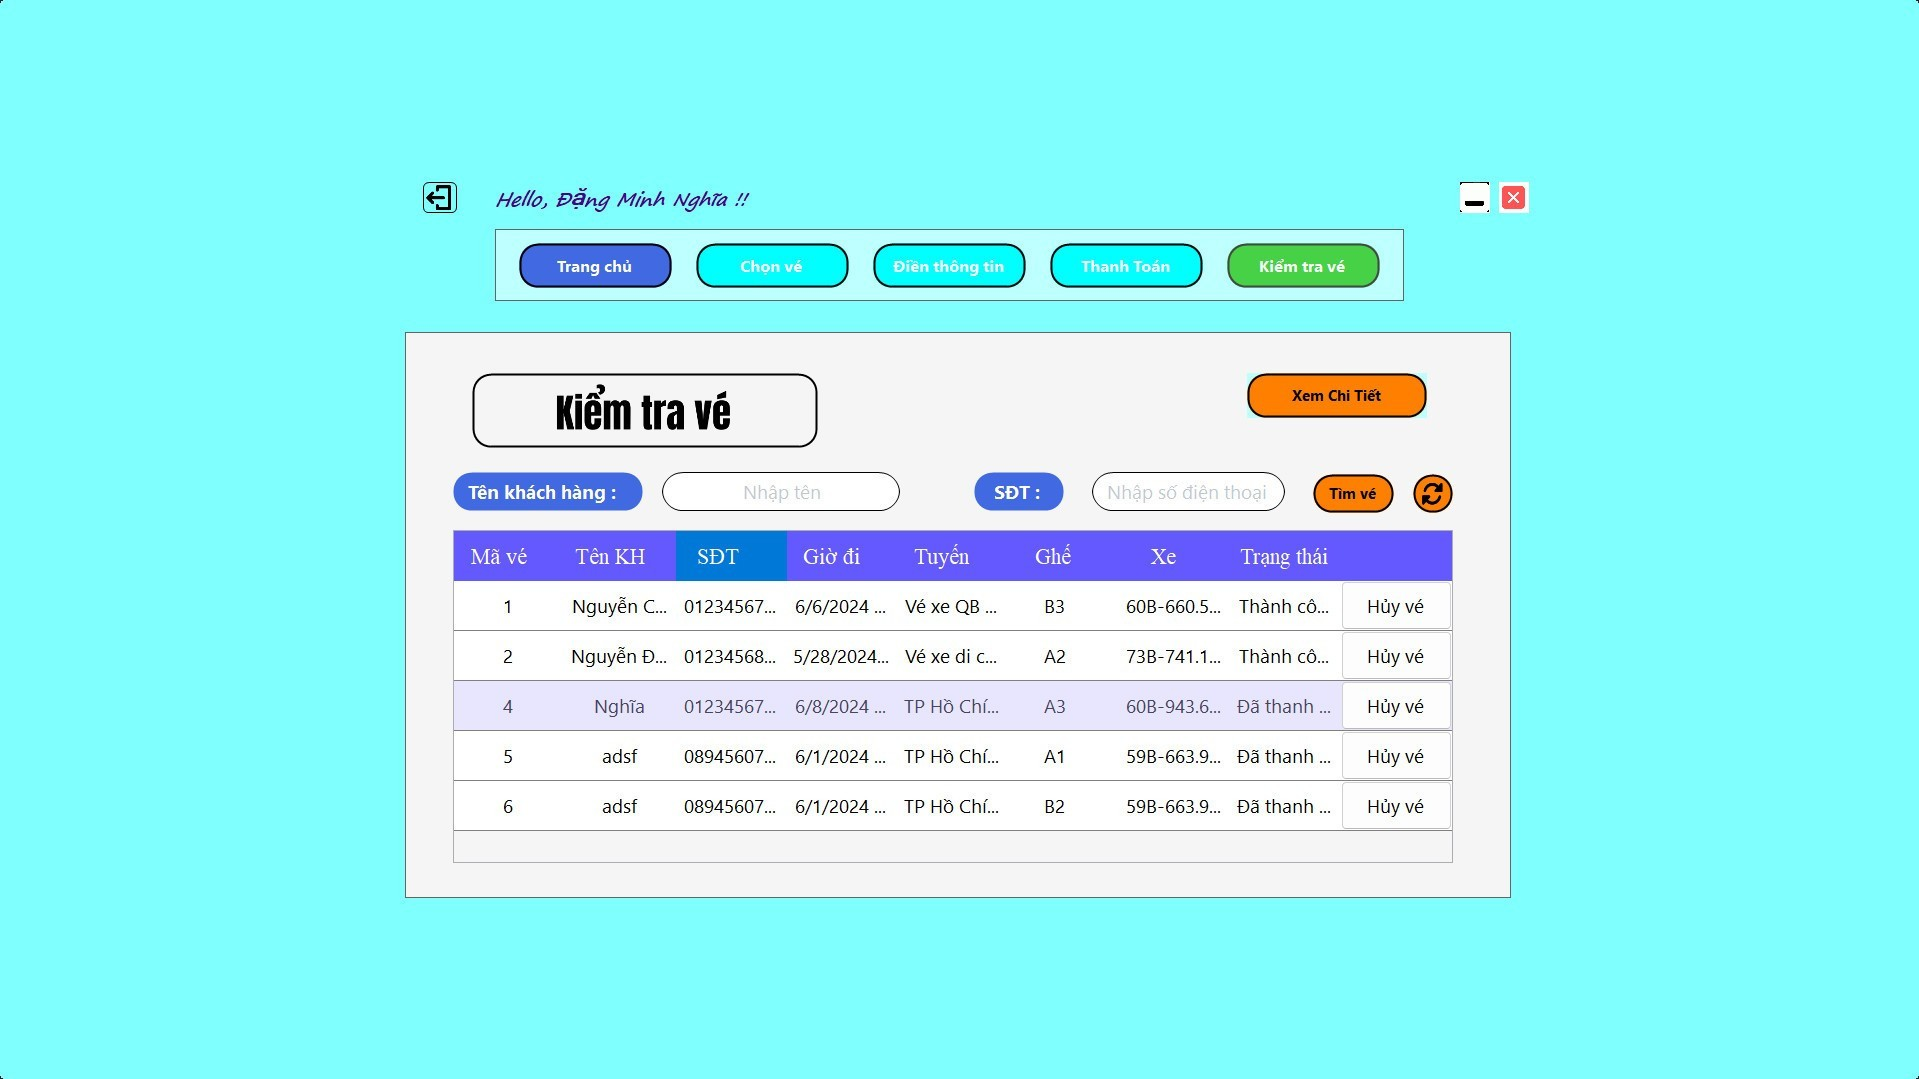 Hello, Đặng Minh Nghĩa !!
Trang chủ Chọn vé Điền thông tin Thanh Toán Kiểm tra vé
Kiểm tra vé
Xem Chi Tiết
Tên khách hàng : Nhập tên SĐT : Nhập số điện thoại Tìm vé
Mã vé Tên KH SĐT Giờ đi Tuyến Ghế Xe Trạng thái
1 Nguyễn C... 01234567... 6/6/2024 ... Vé xe QB ... B3 60B-660.5... Thành cô... Hủy vé
2 Nguyễn Đ... 01234568... 5/28/2024... Vé xe di c... A2 73B-741.1... Thành cô... Hủy vé
4 Nghĩa 01234567... 6/8/2024 ... TP Hồ Chí... A3 60B-943.6... Đã thanh ... Hủy vé
5 adsf 08945607... 6/1/2024 ... TP Hồ Chí... A1 59B-663.9... Đã thanh ... Hủy vé
6 adsf 08945607... 6/1/2024 ... TP Hồ Chí... B2 59B-663.9... Đã thanh ... Hủy vé